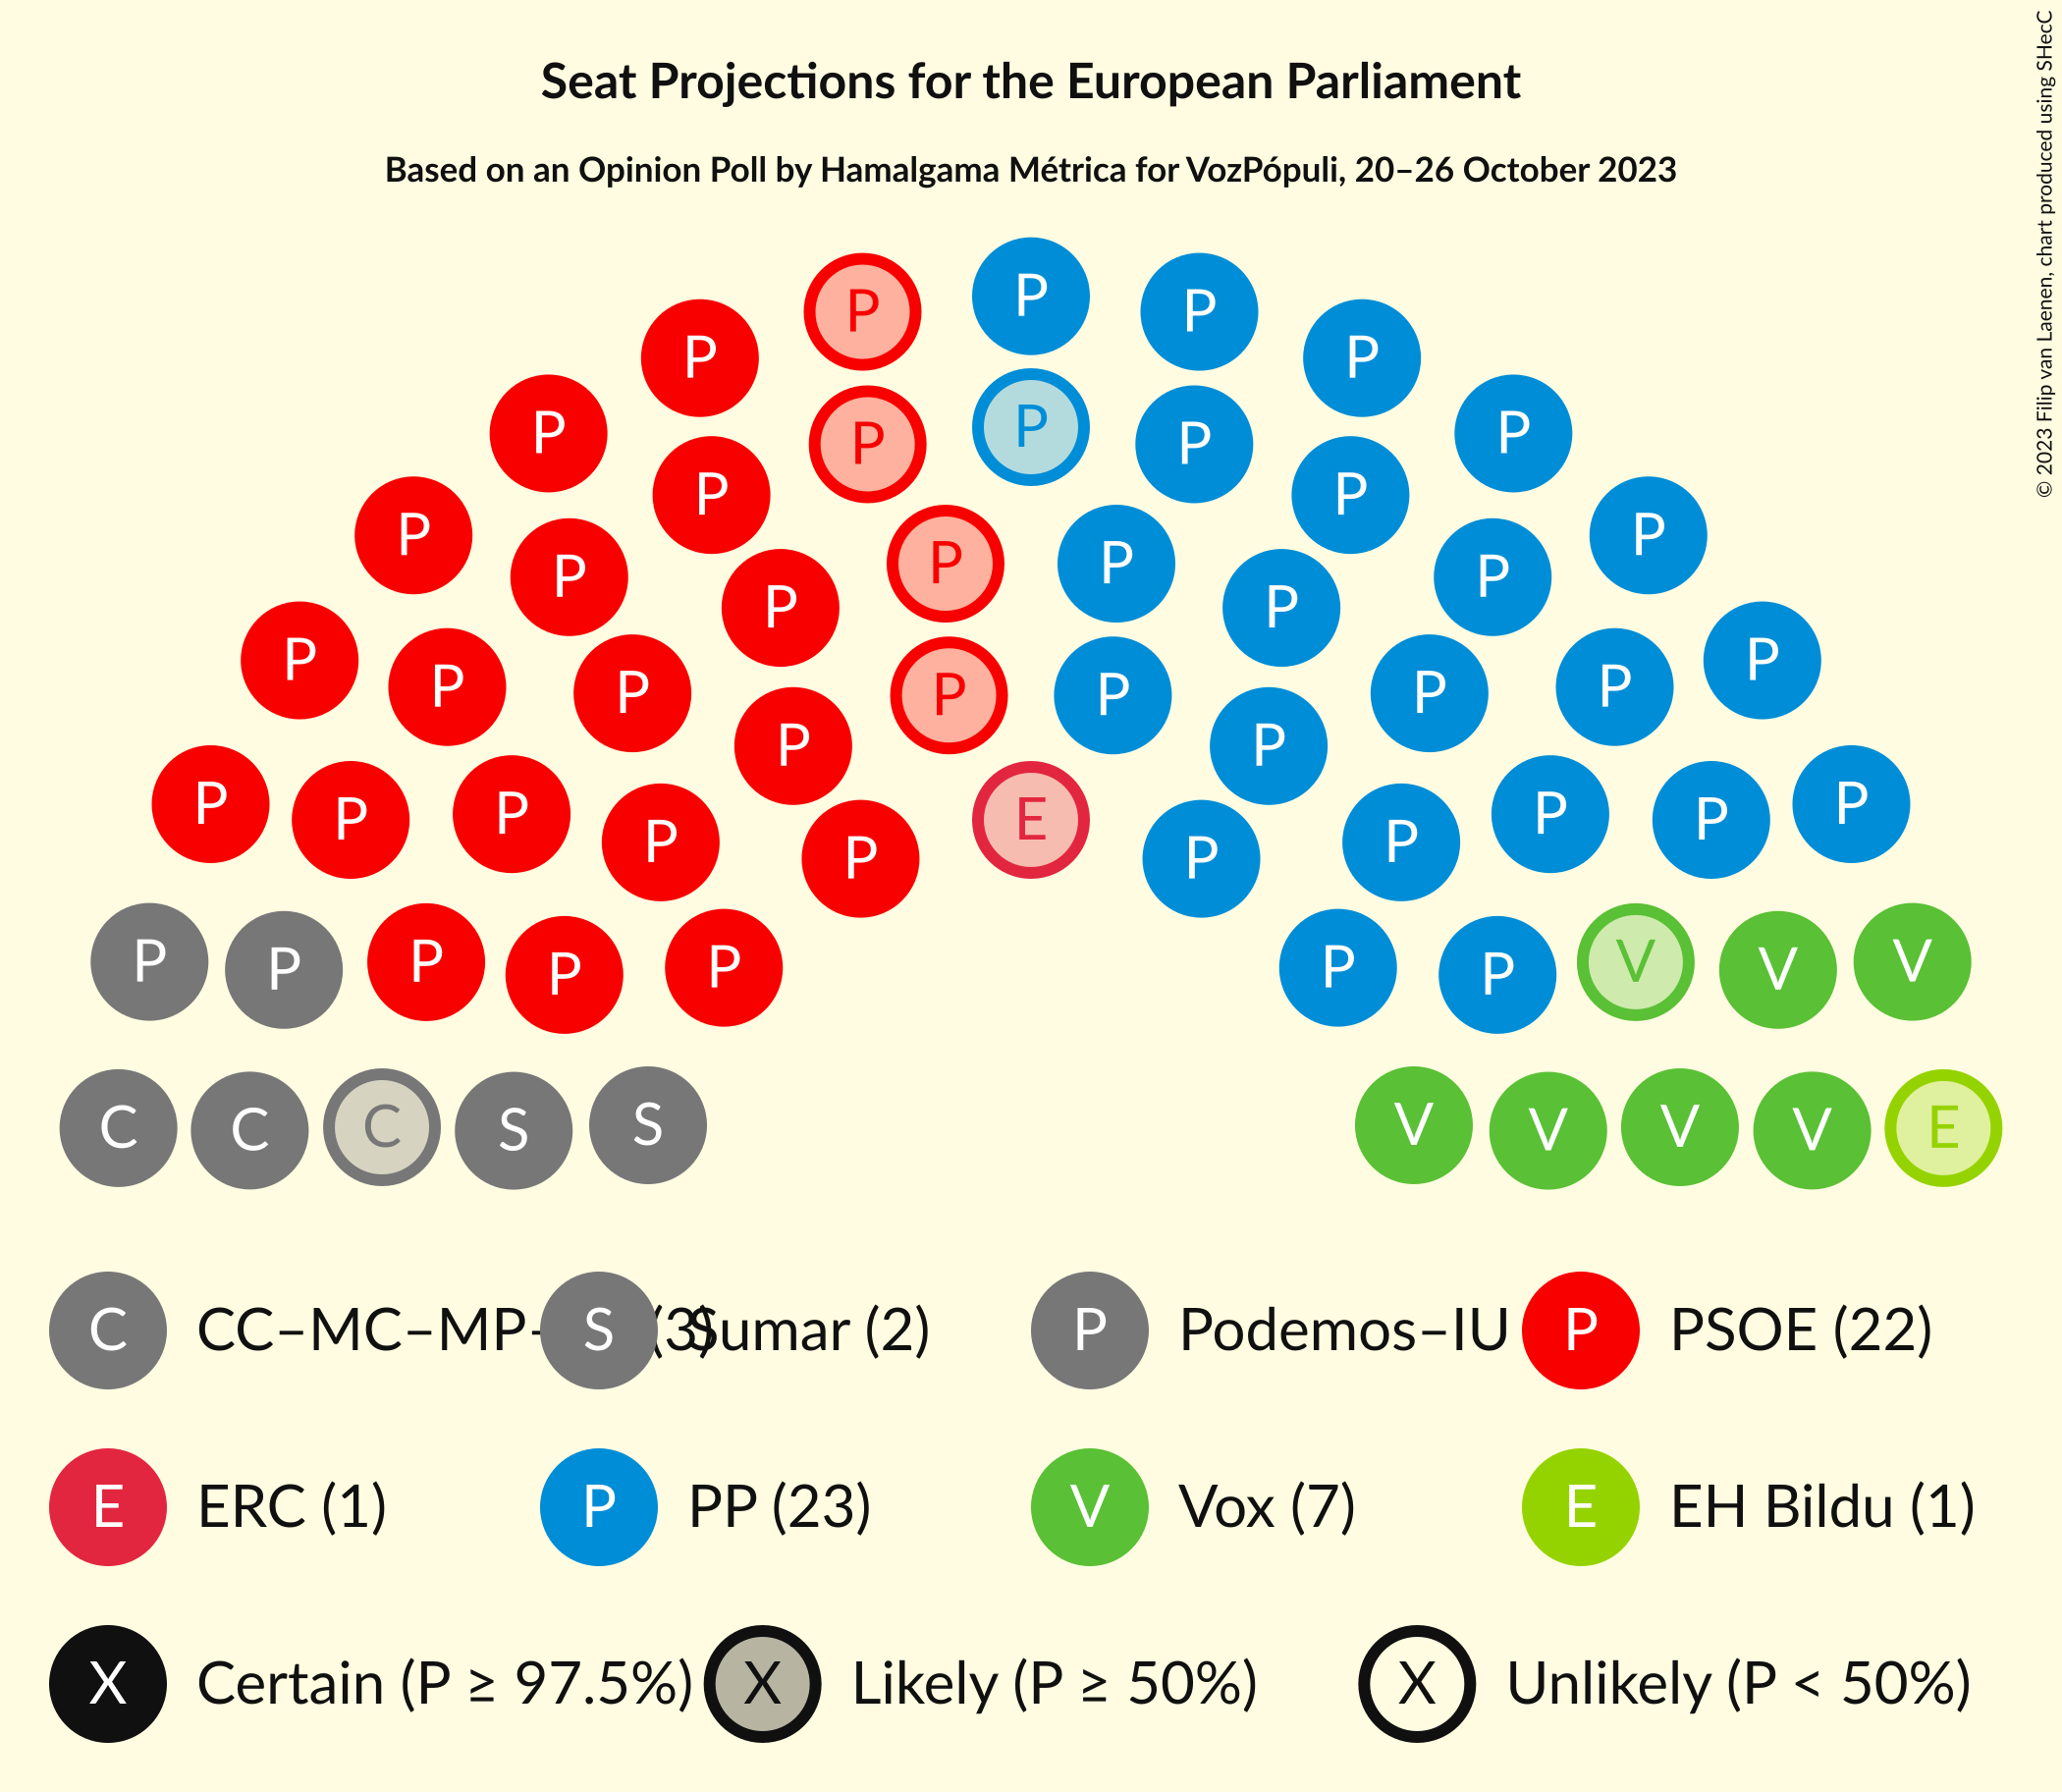 Seat Projections for the European Parliament
Based on an Opinion Poll by Hamalgama Métrica for VozPópuli, 20–26 October 2023
© 2023 Filip van Laenen, chart produced using SHecC
P P P P P
P P P P P
P P P P
P P P P
P P P P
P P P P
P P P P
P P P P
P P P P P E P P P P P
P P P P P P P V V V
C C C S S V V V V E
C CC–MC–MP– (3) S Sumar (2) P Podemos–IU P PSOE (22)
E ERC (1) P PP (23) V Vox (7) E EH Bildu (1)
X Certain (P ≥ 97.5%) X Likely (P ≥ 50%) X Unlikely (P < 50%)